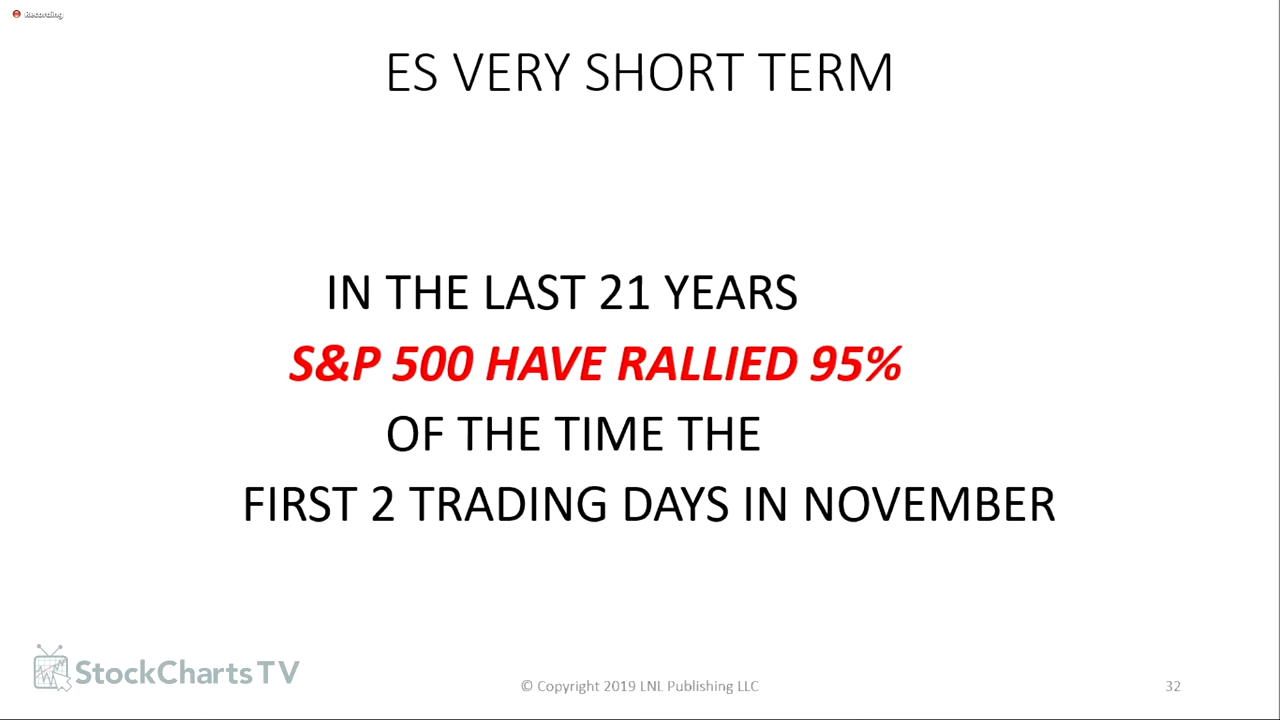 Recording
ES VERY SHORT TERM
IN THE LAST 21 YEARS
S&P 500 HAVE RALLIED 95%
OF THE TIME THE
FIRST 2 TRADING DAYS IN NOVEMBER
StockCharts TV
© Copyright 2019 LNL Publishing LLC
32